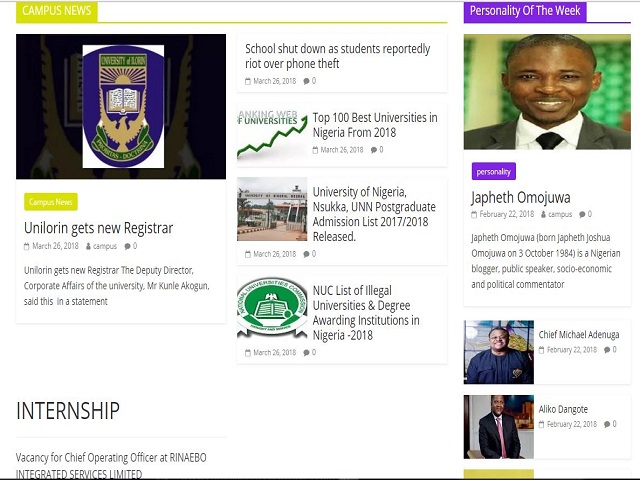 CAMPUS NEWS
UNIVERSITY OF ILORIN
PROBITAS - DOCTRINA
Campus News
Unilorin gets new Registrar
March 26, 2018 campus 0
Unilorin gets new Registrar The Deputy Director,
Corporate Affairs of the university, Mr Kunle Akogun,
said this in a statement
School shut down as students reportedly
riot over phone theft
March 26, 2018 0
ANKING WEB
F UNIVERSITIES
Top 100 Best Universities in
Nigeria From 2018
March 26, 2018 0
University of Nigeria,
Nsukka, UNN Postgraduate
Admission List 2017/2018
Released.
March 26, 2018 0
NATIONAL UNIVERSITIES COMMISSION
NUC List of Illegal
Universities & Degree
Awarding Institutions in
Nigeria -2018
March 26, 2018 0
Personality Of The Week
personality
Japheth Omojuwa
February 22, 2018 campus 0
Japheth Omojuwa (born Japheth Joshua
Omojuwa on 3 October 1984) is a Nigerian
blogger, public speaker, socio-economic
and political commentator
Chief Michael Adenuga
February 22, 2018 0
Aliko Dangote
February 22, 2018 0
INTERNSHIP
Vacancy for Chief Operating Officer at RINAEBO
INTEGRATED SERVICES LIMITED